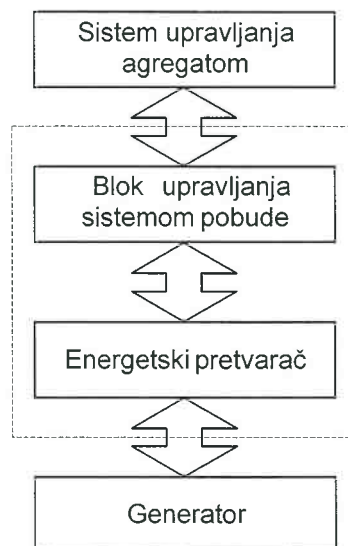 Sistem upravljanja
agregatom
Blok upravljanja
sistemom pobude
Energetski pretvarač
Generator